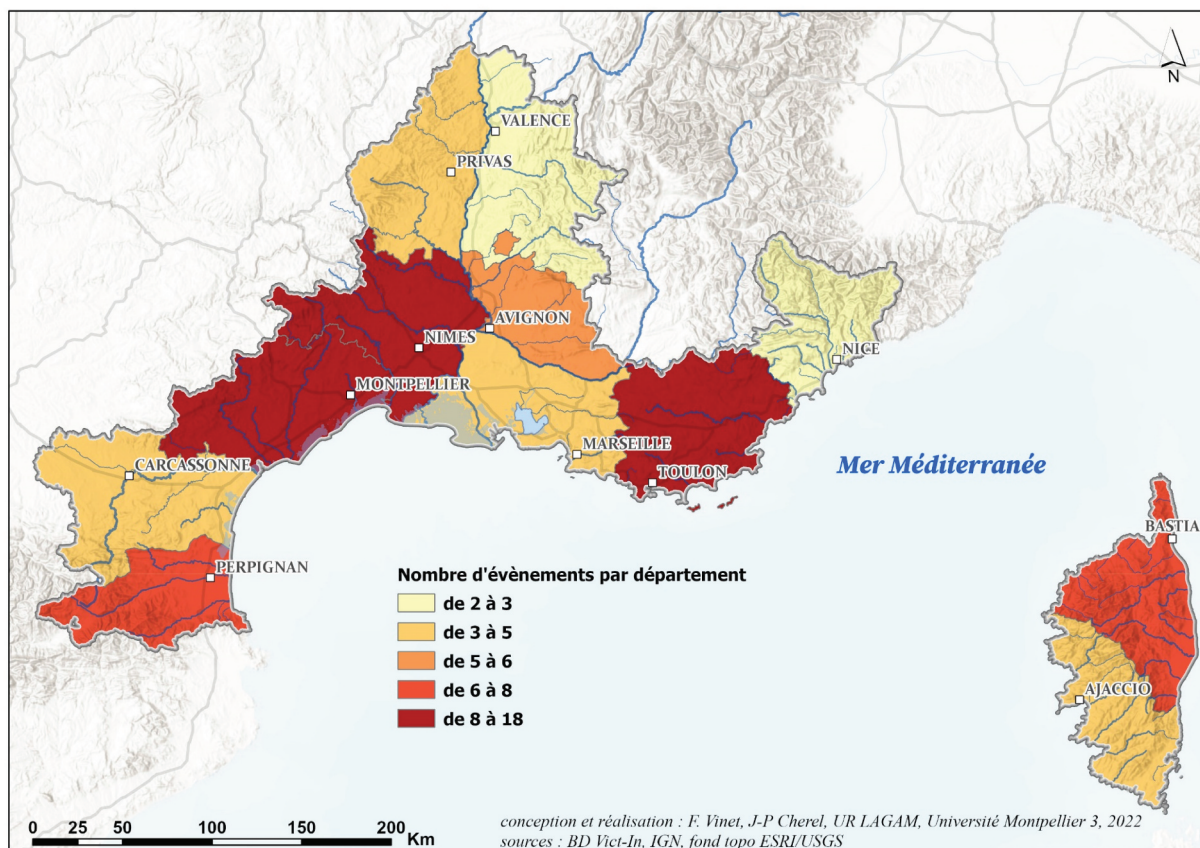 N
VALENCE
PRIVAS
AVIGNON
NIMES
NICE
MONTPELLIER
MARSEILLE
CARCASSONNE
TOULON
Mer Méditerranée
BASTIA
PERPIGNAN
AJACCIO
Nombre d'évènements par département
de 2 à 3
de 3 à 5
de 5 à 6
de 6 à 8
de 8 à 18
0 25 50 100 150 200
Km
conception et réalisation : F. Vinet, J-P Cherel, UR LAGAM, Université Montpellier 3, 2022
sources : BD Vict-In, IGN, fond topo ESRI/USGS